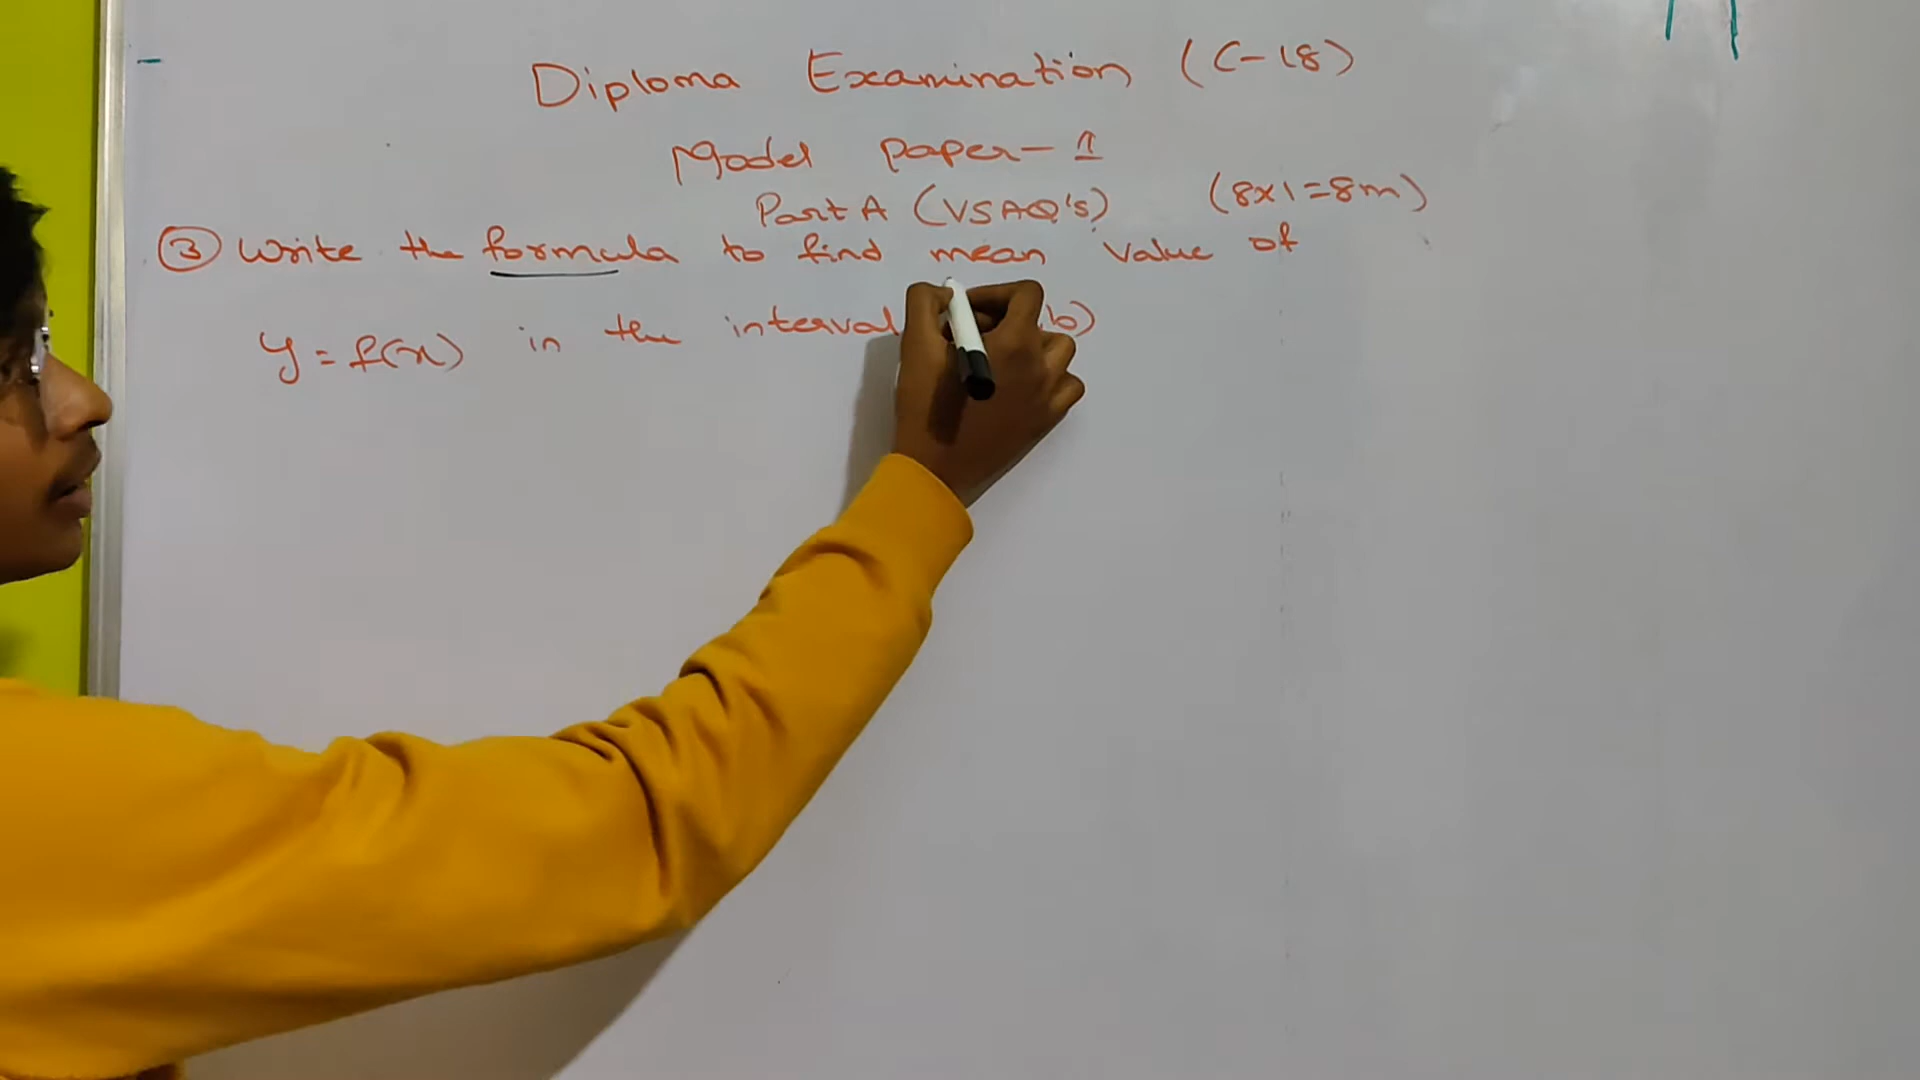 Diploma Examination (C-18)
Model paper-1
Part A (VSAQ's) (8x1=8m)
③ Write the formula to find mean value of
y=f(x) in the interval b)